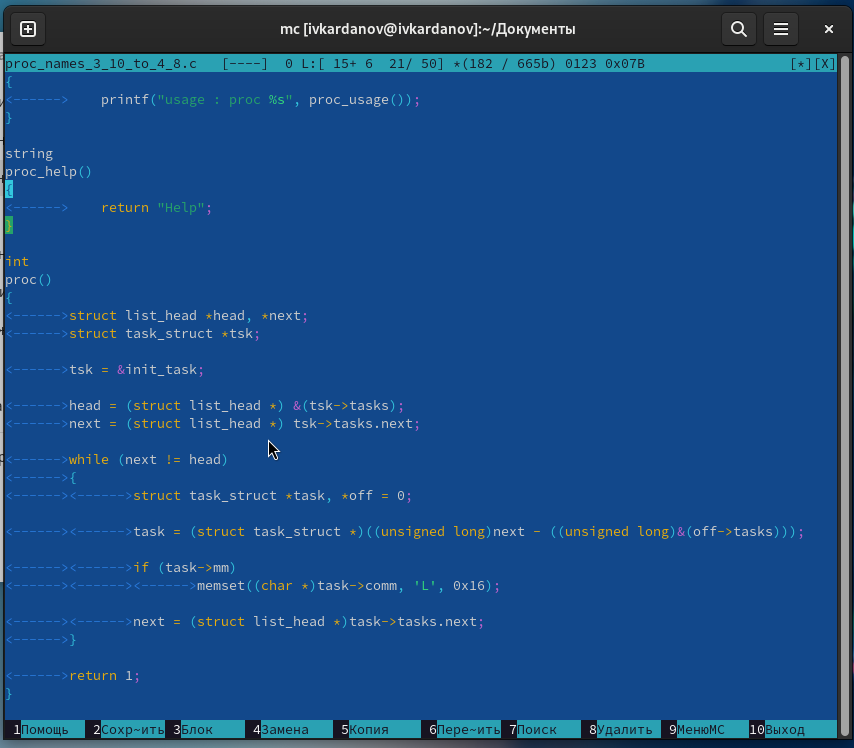 mc [ivkardanov@ivkardanov]:~/Документы
proc_names_3_10_to_4_8.c   [----]  0 L:[ 15+ 6  21/ 50] *(182 / 665b) 0123 0x07B [*][X]
{
<------>    printf("usage : proc %s", proc_usage());
}

string
proc_help()
{
<------>    return "Help";
}

int
proc()
{
<------>struct list_head *head, *next;
<------>struct task_struct *tsk;

<------>tsk = &init_task;

<------>head = (struct list_head *) &(tsk->tasks);
<------>next = (struct list_head *) tsk->tasks.next;

<------>while (next != head)
<------>{
<------><------>struct task_struct *task, *off = 0;

<------><------>task = (struct task_struct *)((unsigned long)next - ((unsigned long)&(off->tasks)));

<------><------>if (task->mm)
<------><------><------>memset((char *)task->comm, 'L', 0x16);

<------><------>next = (struct list_head *)task->tasks.next;
<------>}

<------>return 1;
}
1Помощь 2Сохр~ить 3Блок 4Замена 5Копия 6Пере~ить 7Поиск 8Удалить 9МенюМС 10Выход